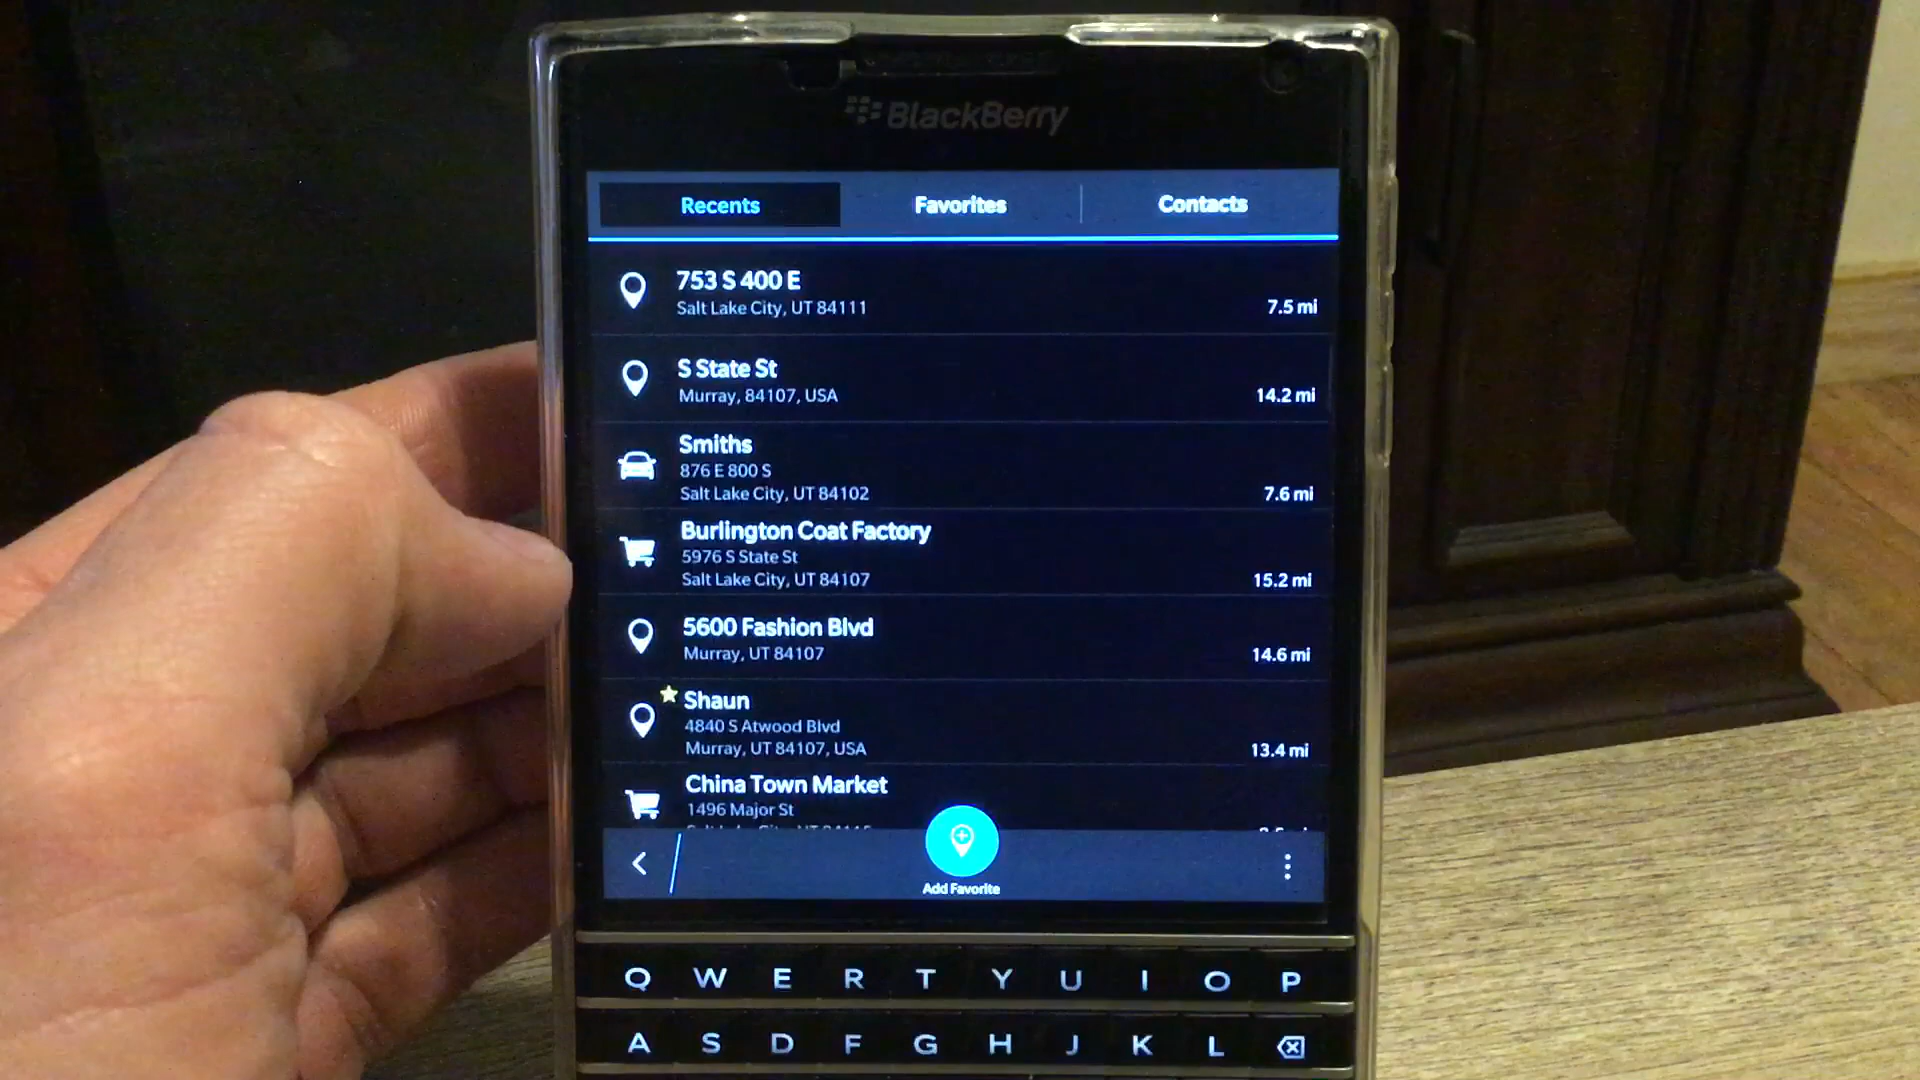 BlackBerry
Recents Favorites Contacts
753 S 400 E
Salt Lake City, UT 84111 7.5 mi
S State St
Murray, 84107, USA 14.2 mi
Smiths
876 E 800 S
Salt Lake City, UT 84102 7.6 mi
Burlington Coat Factory
5976 S State St
Salt Lake City, UT 84107 15.2 mi
5600 Fashion Blvd
Murray, UT 84107 14.6 mi
Shaun
4840 S Atwood Blvd
Murray, UT 84107, USA 13.4 mi
China Town Market
1496 Major St
Add Favorite
Q W E R T Y U I O P
A S D F G H J K L